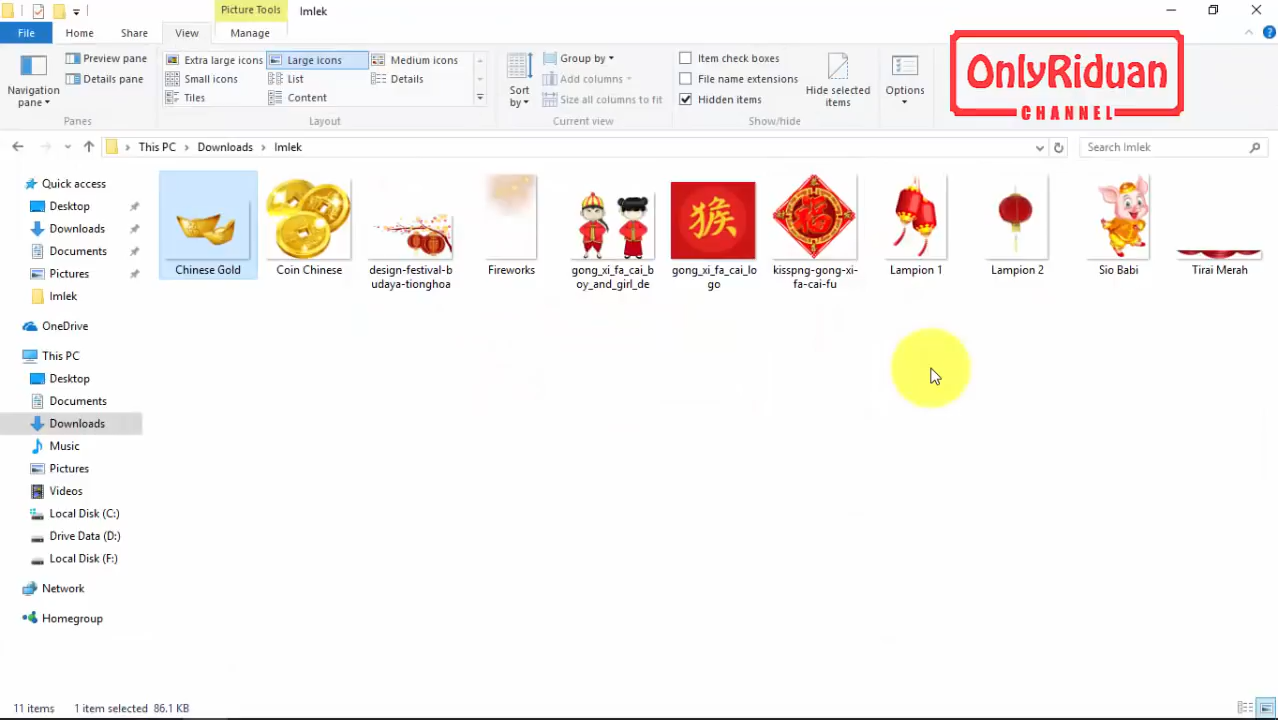 Picture Tools
Imlek
File
Home
Share
View
Manage
Navigation
pane
Preview pane
Details pane
Panes
Extra large icons
Large icons
Medium icons
Small icons
List
Details
Tiles
Content
Layout
Sort
by
Group by
Add columns
Size all columns to fit
Current view
Item check boxes
File name extensions
Hidden items
Hide selected
items
Show/hide
Options
OnlyRiduan
CHANNEL
This PC
Downloads
Imlek
Search Imlek
Quick access
Desktop
Downloads
Documents
Pictures
Imlek
OneDrive
This PC
Desktop
Documents
Downloads
Music
Pictures
Videos
Local Disk (C:)
Drive Data (D:)
Local Disk (F:)
Network
Homegroup
猴
福
Chinese Gold
Coin Chinese
design-festival-b
udaya-tionghoa
Fireworks
gong_xi_fa_cai_b
oy_and_girl_de
gong_xi_fa_cai_lo
go
kisspng-gong-xi-
fa-cai-fu
Lampion 1
Lampion 2
Sio Babi
Tirai Merah
11 items
1 item selected 86.1 KB